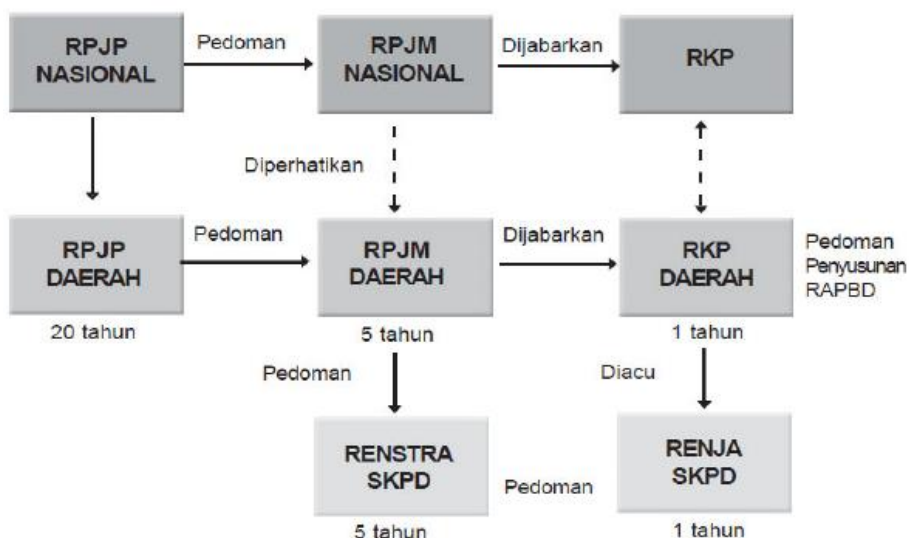 RPJP
NASIONAL
Pedoman
RPJM
NASIONAL
Dijabarkan
RKP
Diperhatikan
RPJP
DAERAH
Pedoman
RPJM
DAERAH
Dijabarkan
RKP
DAERAH
Pedoman
Penyusunan
RAPBD
20 tahun
5 tahun
1 tahun
Pedoman
Diacu
RENSTRA
SKPD
Pedoman
RENJA
SKPD
5 tahun
1 tahun